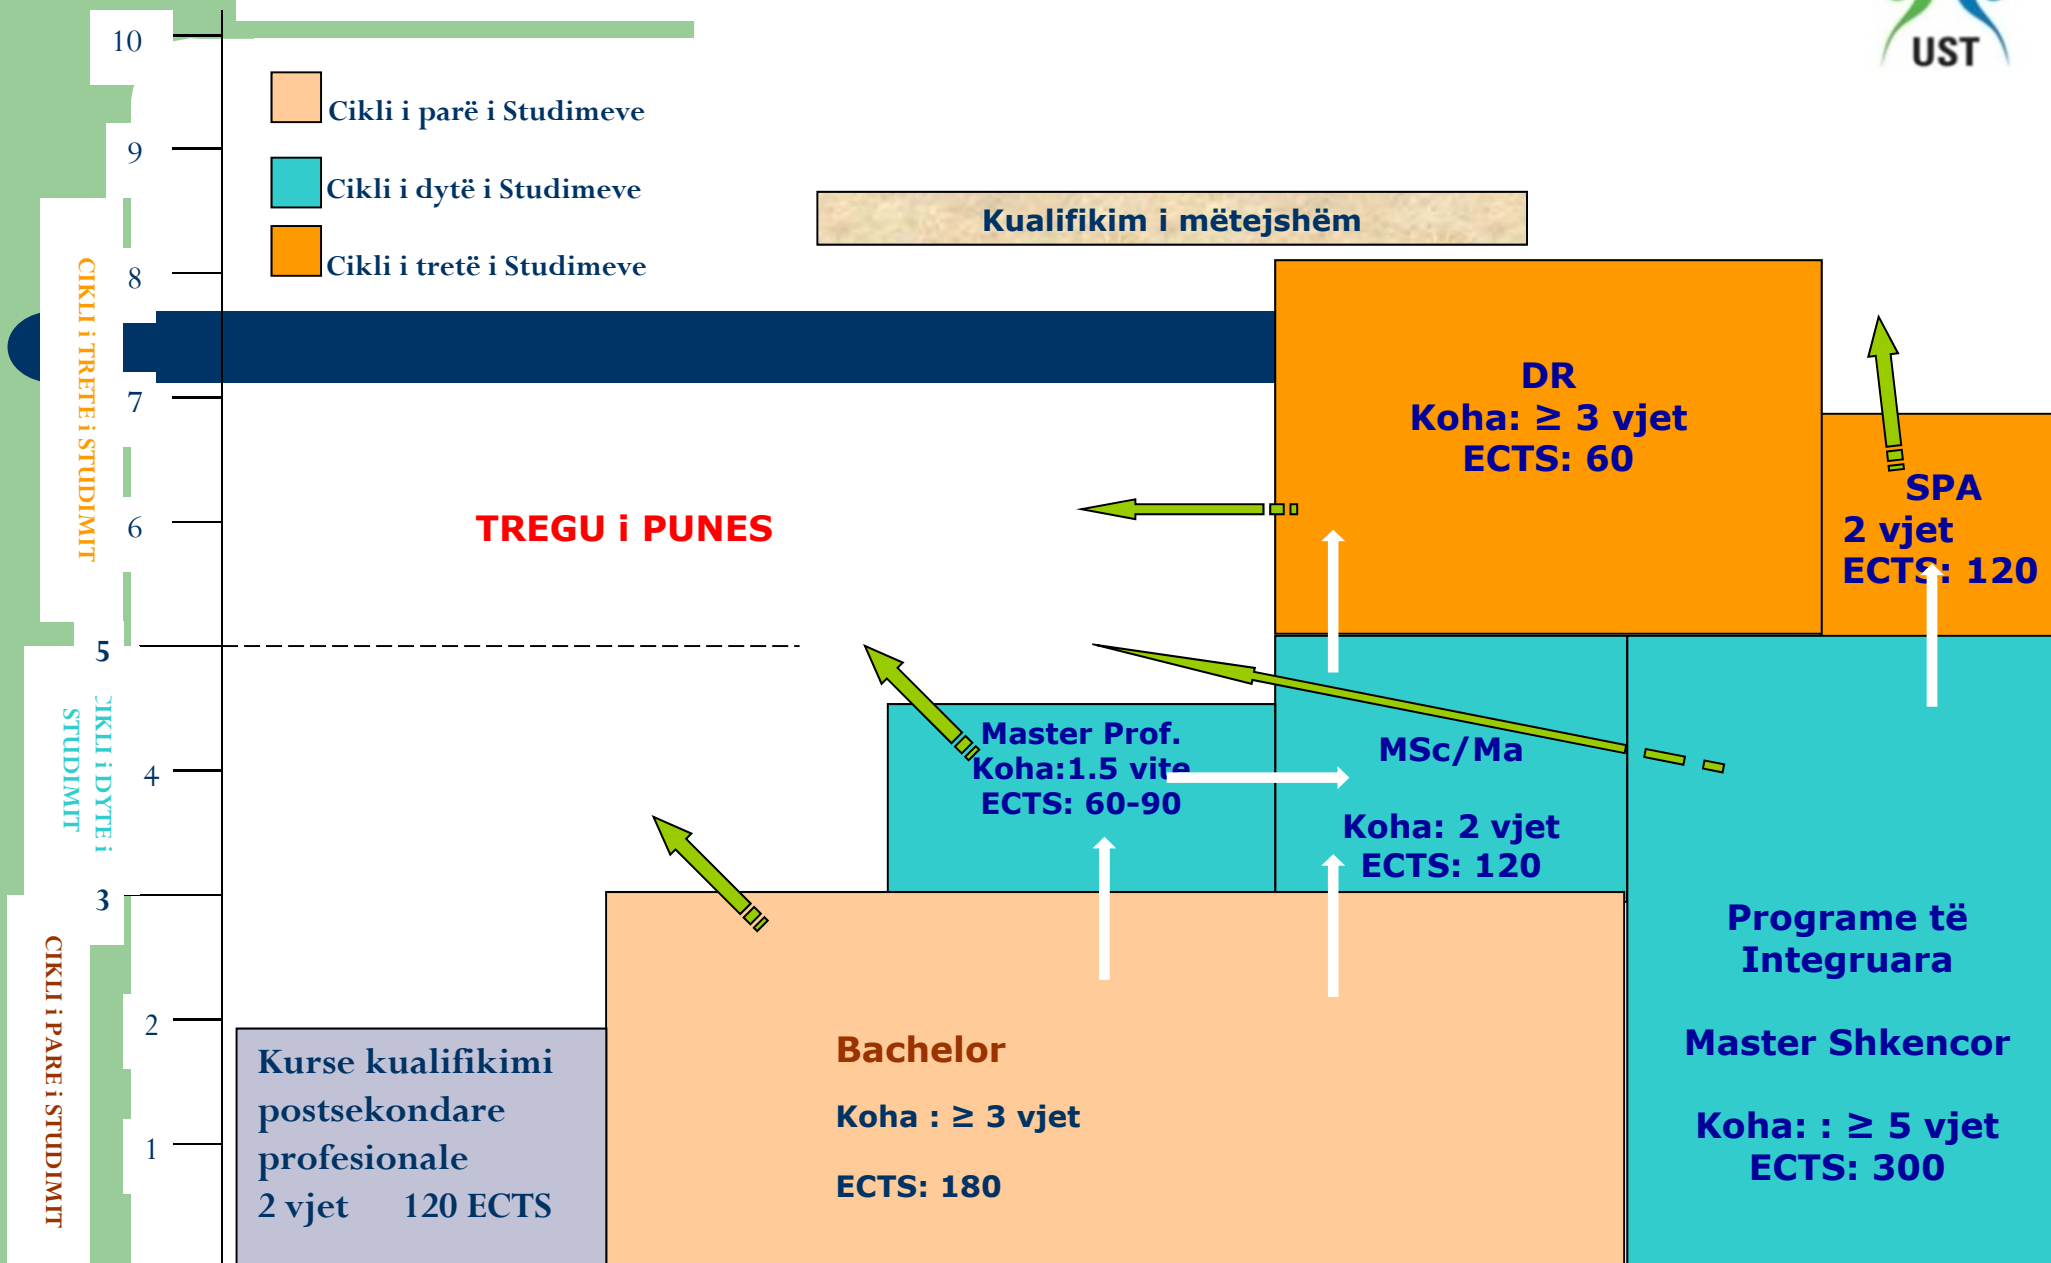 UST
10
9
8
7
6
5
4
3
2
1
Cikli i parë i Studimeve
Cikli i dytë i Studimeve
Cikli i tretë i Studimeve
Kualifikim i mëtejshëm
CIKLI i TRETE i STUDIMIT
CIKLI i DYTE i
STUDIMIT
CIKLI i PARE i STUDIMIT
DR
Koha: ≥ 3 vjet
ECTS: 60
SPA
2 vjet
ECTS: 120
TREGU i PUNES
Master Prof.
Koha:1.5 vite
ECTS: 60-90
MSc/Ma
Koha: 2 vjet
ECTS: 120
Programe të
Integruara
Master Shkencor
Koha: : ≥ 5 vjet
ECTS: 300
Bachelor
Koha : ≥ 3 vjet
ECTS: 180
Kurse kualifikimi
postsekondare
profesionale
2 vjet 120 ECTS